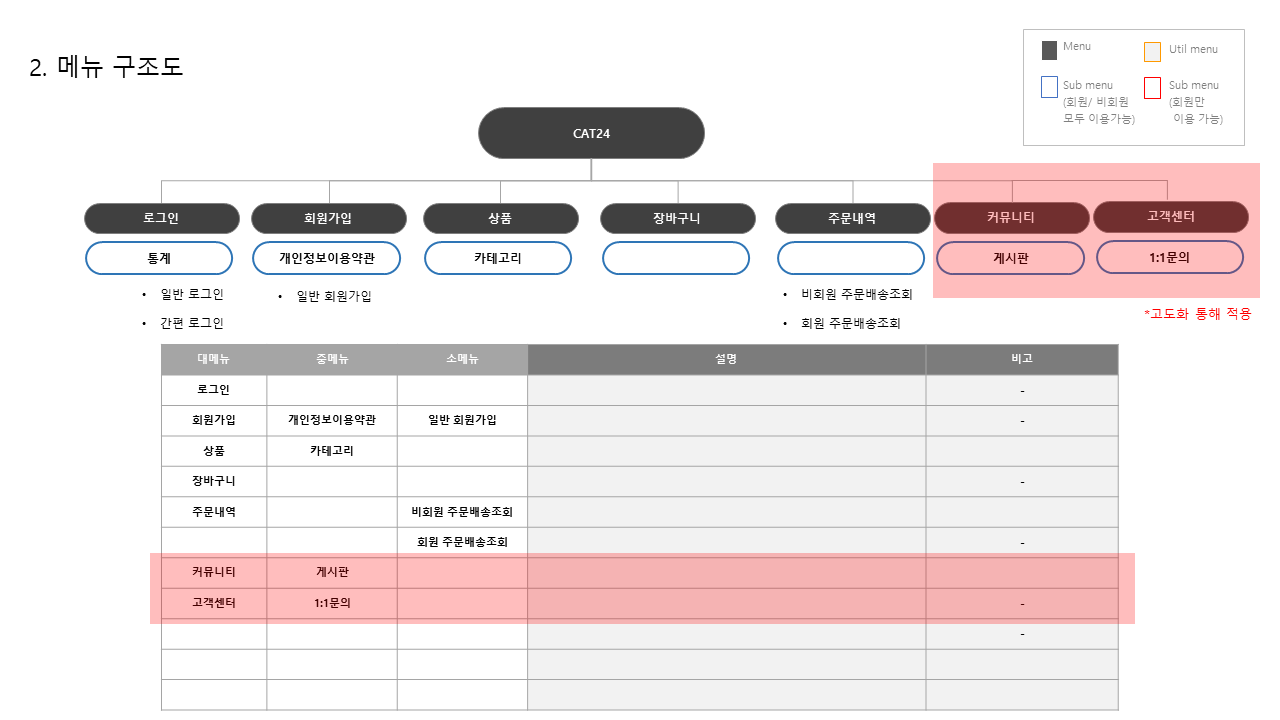 2. 메뉴 구조도
Menu
Util menu
Sub menu
(회원/ 비회원
모두 이용가능)
Sub menu
(회원만
이용 가능)
CAT24
로그인
회원가입
상품
장바구니
주문내역
커뮤니티
고객센터
통계
개인정보이용약관
카테고리
게시판
1:1문의
• 일반 로그인
• 간편 로그인
• 일반 회원가입
• 비회원 주문배송조회
• 회원 주문배송조회
*고도화 통해 적용
대메뉴 중메뉴 소메뉴 설명 비고
로그인 -
회원가입 개인정보이용약관 일반 회원가입 -
상품 카테고리
장바구니 -
주문내역 비회원 주문배송조회
회원 주문배송조회 -
커뮤니티 게시판
고객센터 1:1문의 -
-